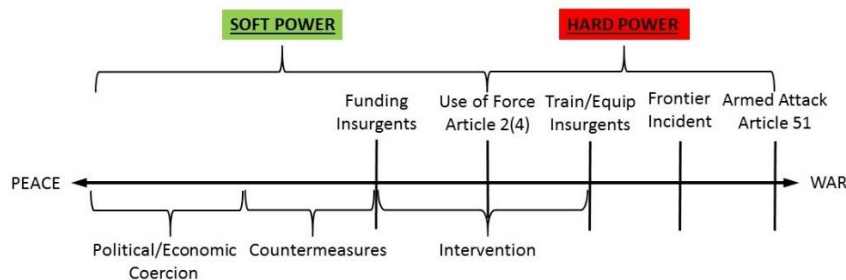 SOFT POWER
HARD POWER
Funding
Insurgents
Use of Force
Article 2(4)
Train/Equip
Insurgents
Frontier
Incident
Armed Attack
Article 51
PEACE
WAR
Political/Economic
Coercion
Countermeasures
Intervention